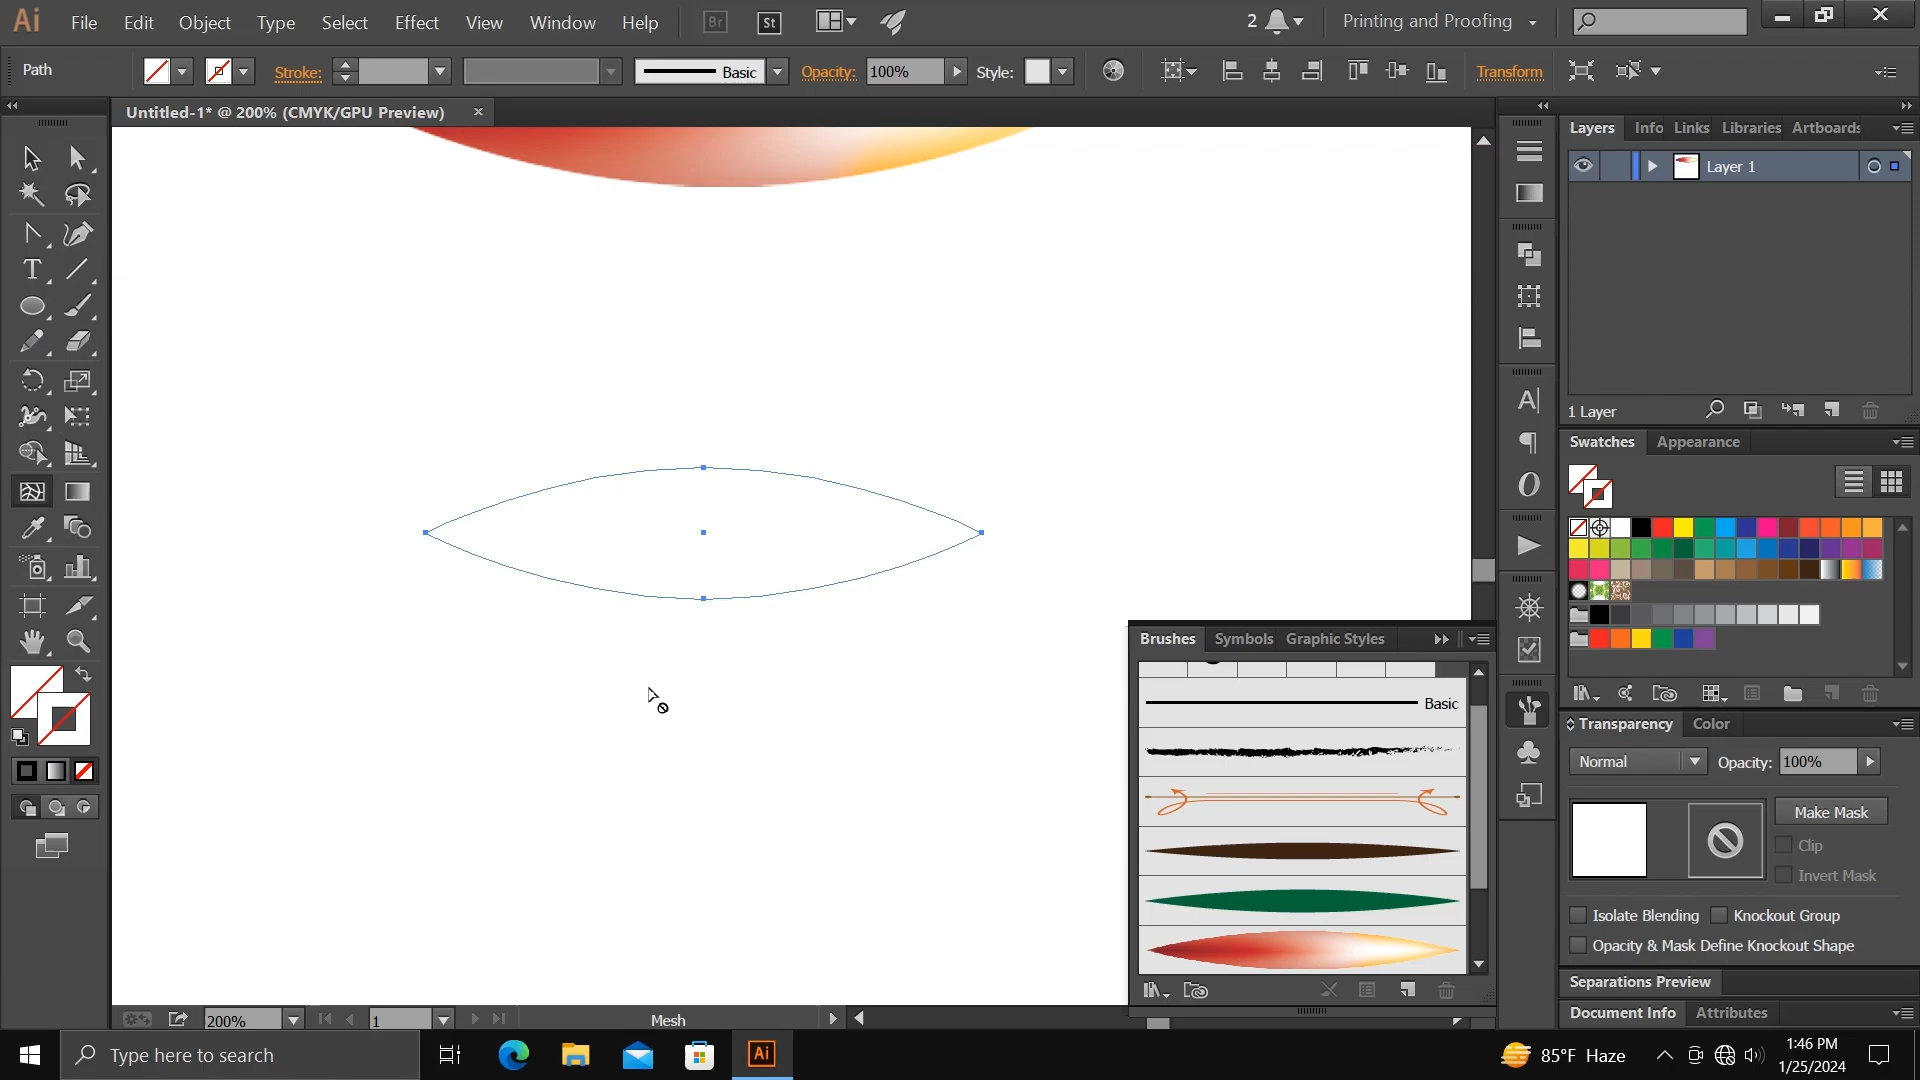 Ai File Edit Object Type Select Effect View Window Help Br St 2 Printing and Proofing
Path Stroke: Basic Opacity: 100% Style: Transform
Untitled-1* @ 200% (CMYK/GPU Preview)
Layers Info Links Libraries Artboards
Layer 1
1 Layer
Swatches Appearance
Brushes Symbols Graphic Styles
Basic
Transparency Color
Normal Opacity: 100%
Make Mask
Clip
Invert Mask
Isolate Blending Knockout Group
Opacity & Mask Define Knockout Shape
Separations Preview
Document Info Attributes
200% 1 Mesh
Type here to search
Ai
85°F Haze
1:46 PM
1/25/2024